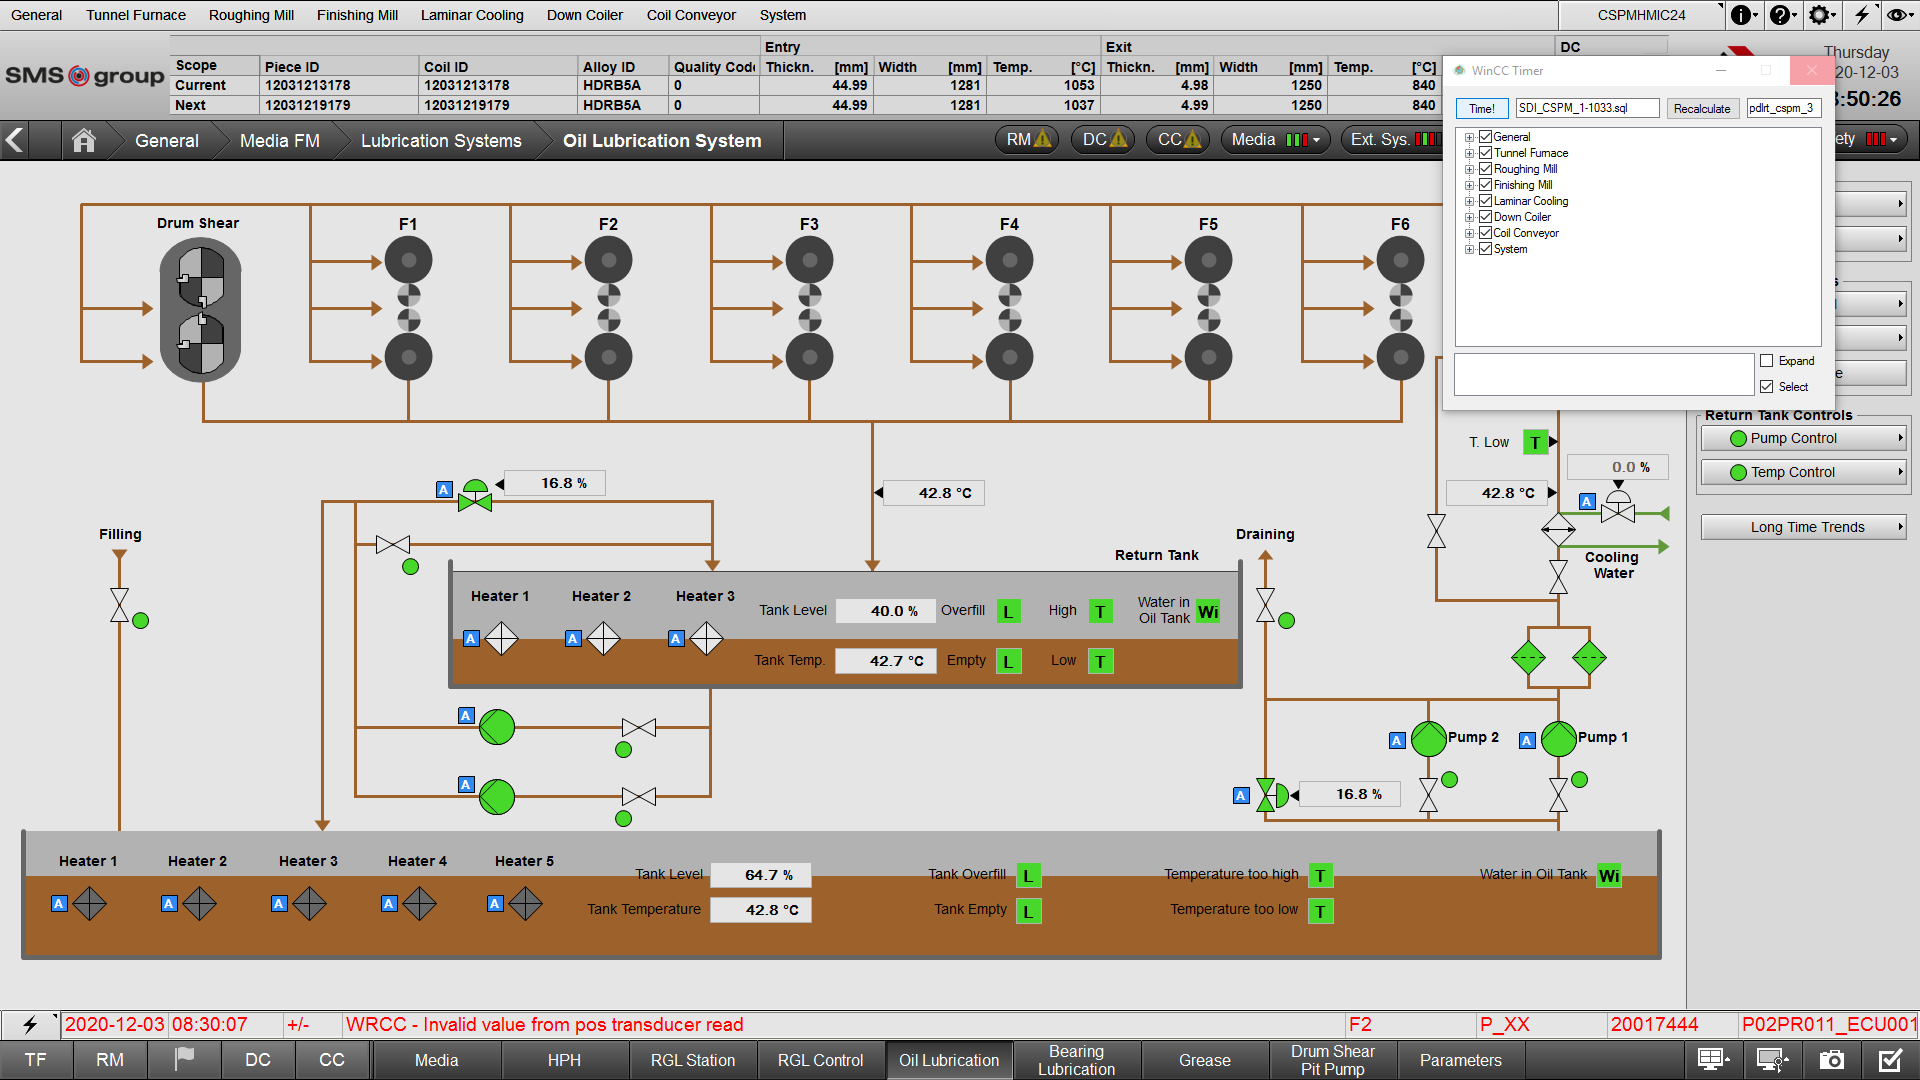 General Tunnel Furnace Roughing Mill Finishing Mill Laminar Cooling Down Coiler Coil Conveyor System CSPMHMIC24
SMS group
Entry Exit DC
Scope Piece ID Coil ID Alloy ID Quality Code Thickn. [mm] Width [mm] Temp. [°C] Thickn. [mm] Width [mm] Temp. [°C]
Current 12031213178 12031213178 HDRB5A 0 44.99 1281 1053 4.98 1250 840
Next 12031219179 12031219179 HDRB5A 0 44.99 1281 1037 4.99 1250 840
Thursday
20-12-03
:50:26
General Media FM Lubrication Systems Oil Lubrication System RM DC CC Media Ext. Sys. ety
WinCC Timer
Time! SDI_CSPM_1-1033.sql Recalculate pdlrt_cspm_3
General
Tunnel Furnace
Roughing Mill
Finishing Mill
Laminar Cooling
Down Coiler
Coil Conveyor
System
Expand
Select
Drum Shear F1 F2 F3 F4 F5 F6
s
l
e
Return Tank Controls
Pump Control
Temp Control
Long Time Trends
T. Low T
0.0 %
A 16.8 %
42.8 °C
42.8 °C
A
Filling
Draining
Cooling
Water
Return Tank
Heater 1 Heater 2 Heater 3
A A A
Tank Level 40.0 % Overfill L High T Water in
Oil Tank Wi
Tank Temp. 42.7 °C Empty L Low T
A
A
A Pump 2 A Pump 1
A 16.8 %
Heater 1 Heater 2 Heater 3 Heater 4 Heater 5
A A A A A
Tank Level 64.7 % Tank Overfill L Temperature too high T Water in Oil Tank Wi
Tank Temperature 42.8 °C Tank Empty L Temperature too low T
2020-12-03 08:30:07 +/- WRCC - Invalid value from pos transducer read F2 P_XX 20017444 P02PR011_ECU001
TF RM DC CC Media HPH RGL Station RGL Control Oil Lubrication Bearing
Lubrication Grease Drum Shear
Pit Pump Parameters